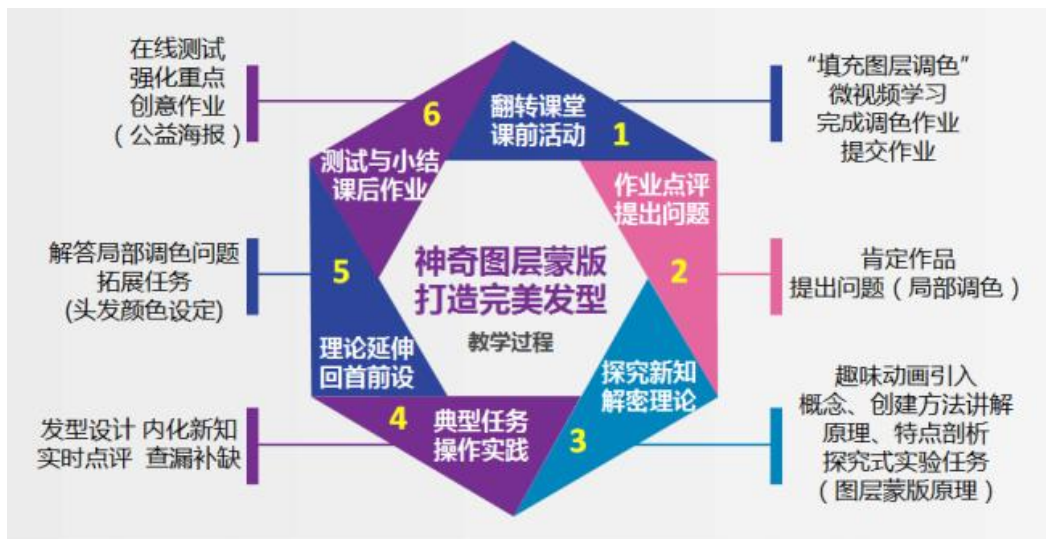 神奇图层蒙版
打造完美发型
教学过程
翻转课堂
课前活动
1
“填充图层调色”
微视频学习
完成调色作业
提交作业
作业点评
提出问题
2
肯定作品
提出问题（局部调色）
探究新知
解密理论
3
趣味动画引入
概念、创建方法讲解
原理、特点剖析
探究式实验任务
（图层蒙版原理）
4
典型任务
操作实践
发型设计 内化新知
实时点评 查漏补缺
5
理论延伸
回首前设
解答局部调色问题
拓展任务
(头发颜色设定)
6
测试与小结
课后作业
在线测试
强化重点
创意作业
（公益海报）